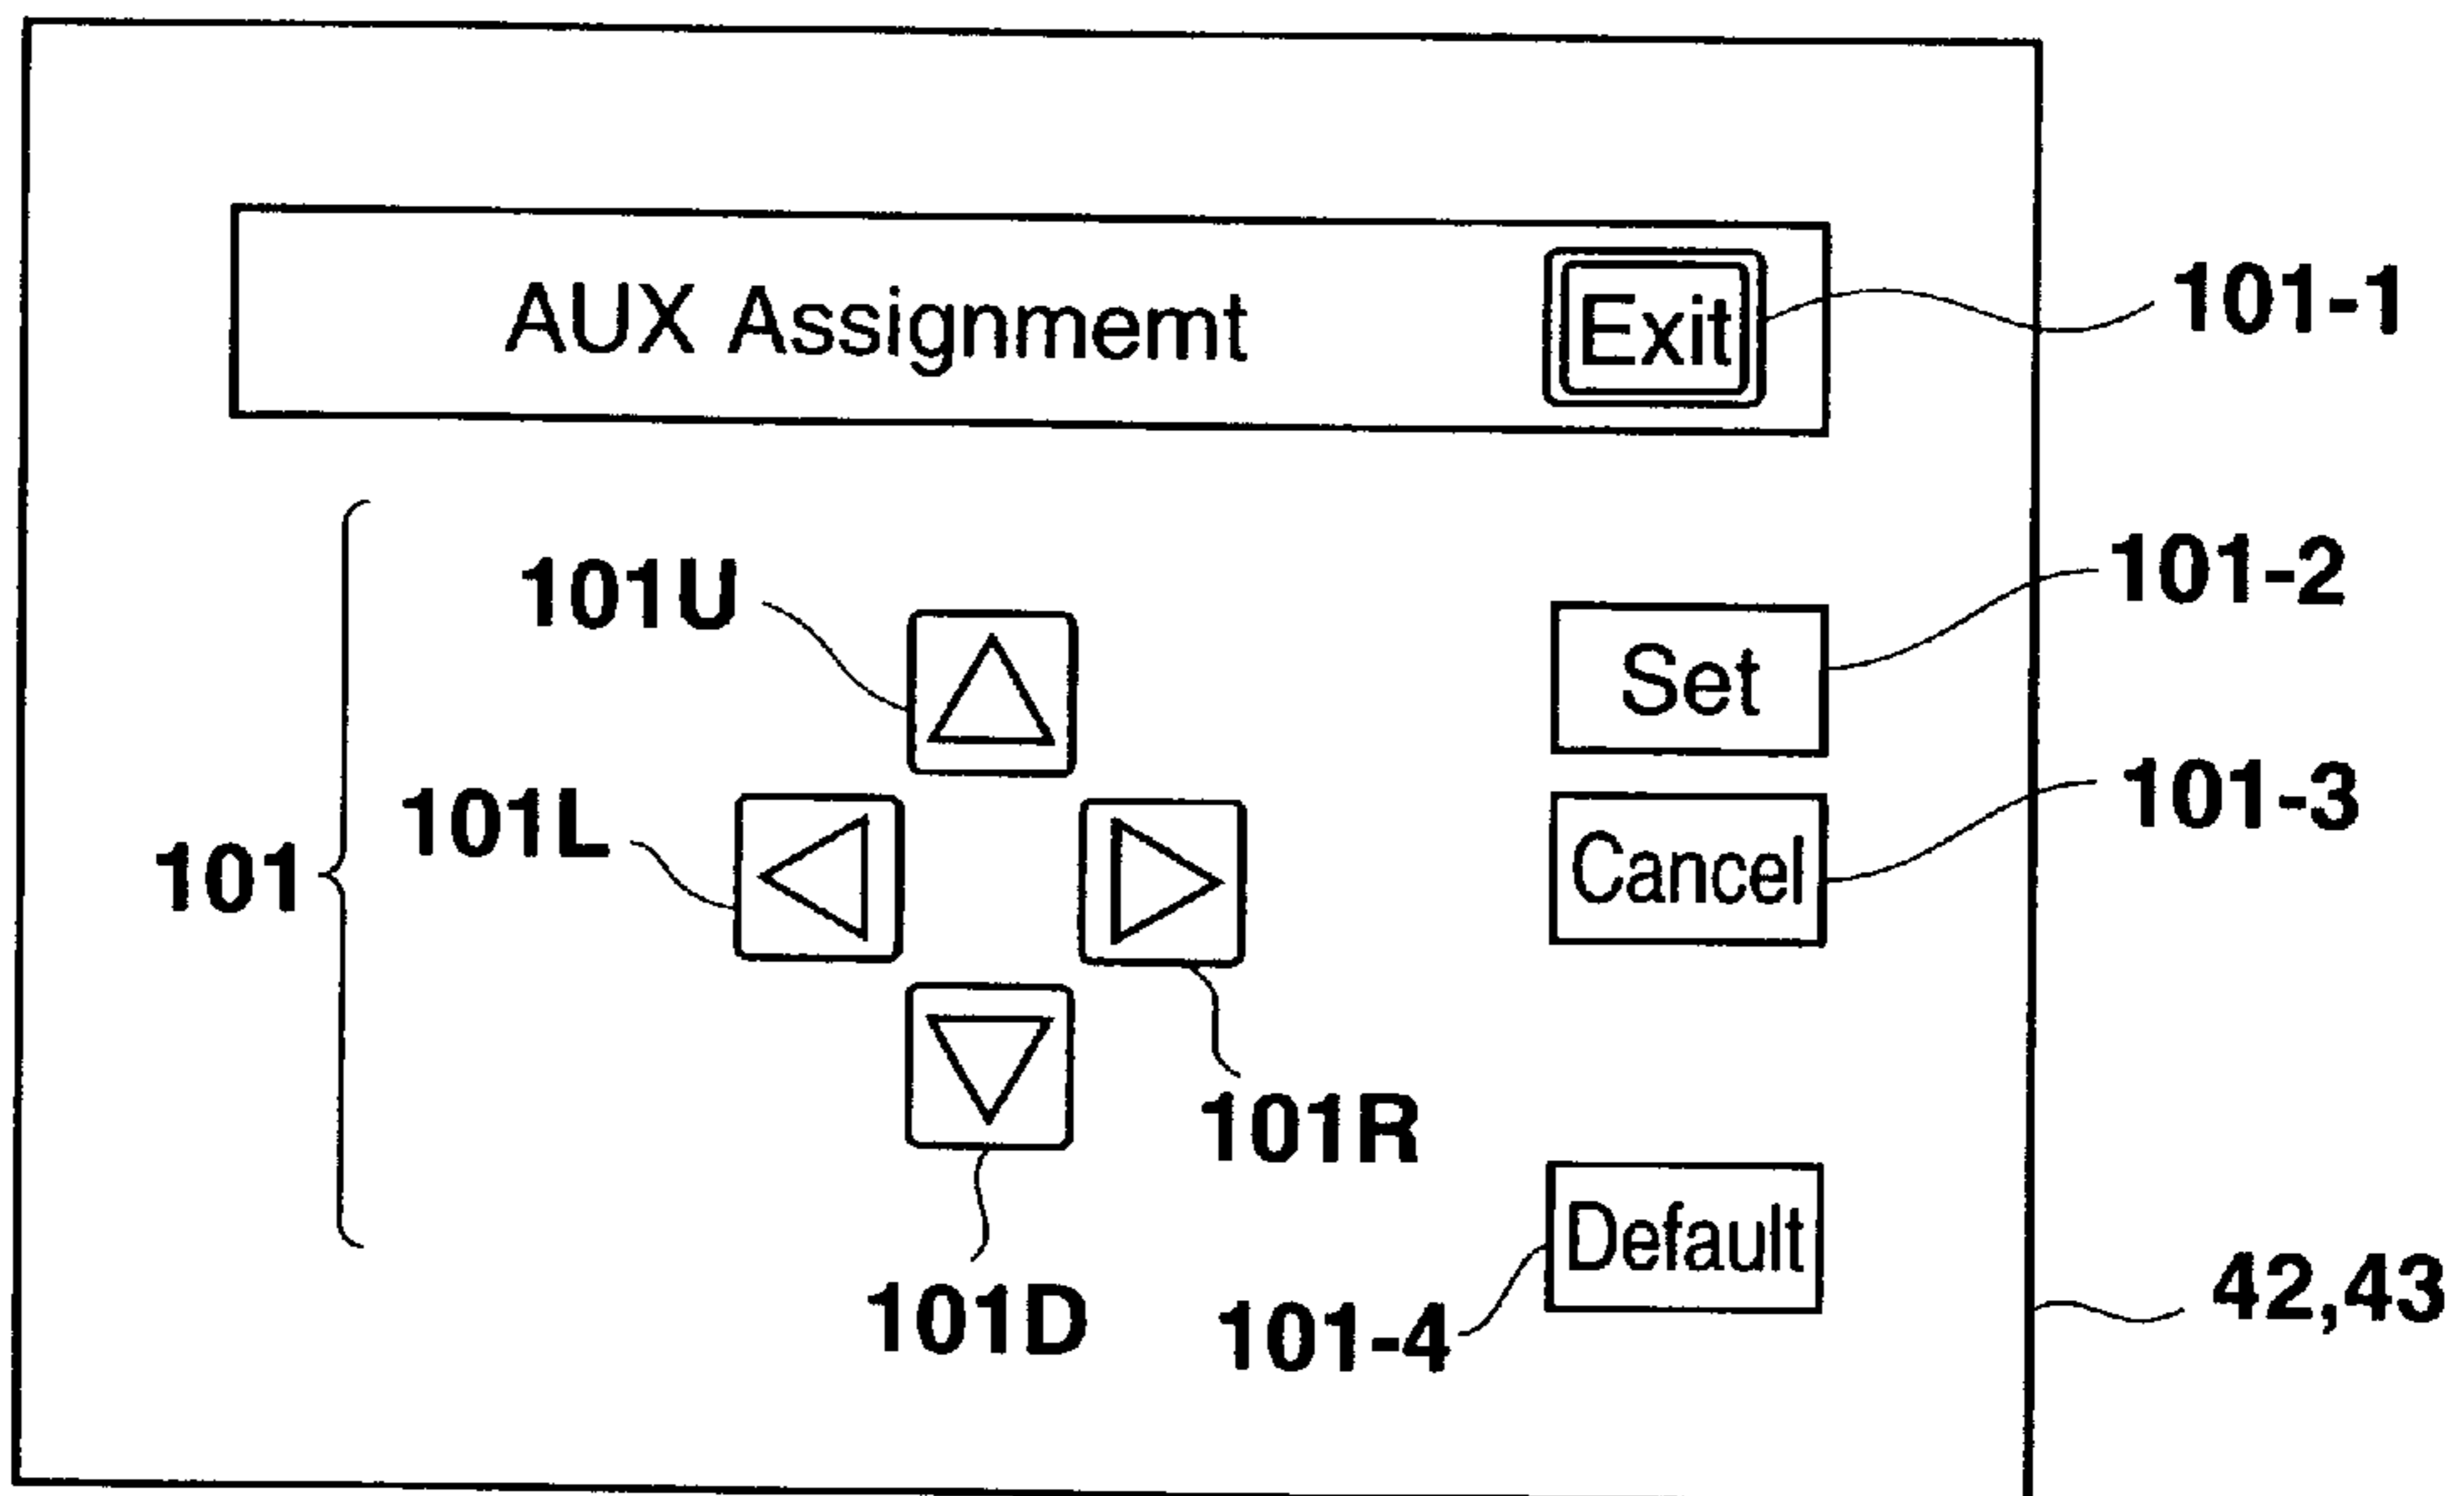 AUX Assignmemt
Exit
101-1
101U
101-2
Set
101L
101-3
101
Cancel
101R
Default
101D
101-4
42,43